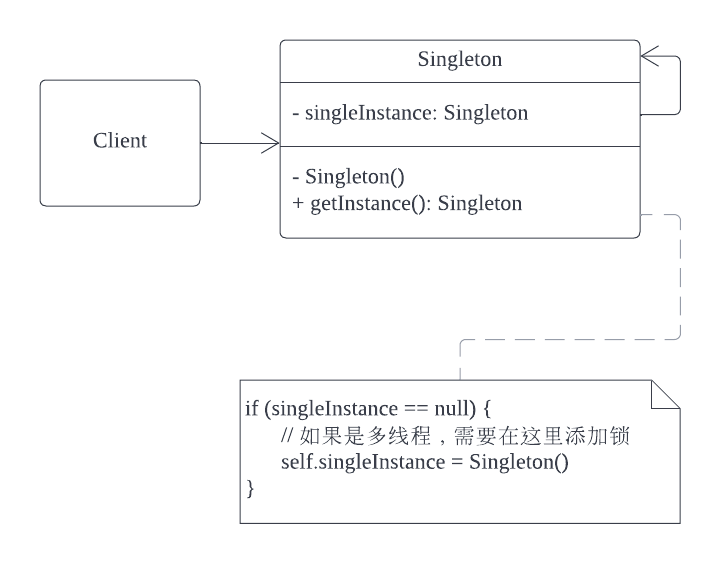 Client
Singleton
- singleInstance: Singleton
- Singleton()
+ getInstance(): Singleton
if (singleInstance == null) {
// 如果是多线程，需要在这里添加锁
self.singleInstance = Singleton()
}